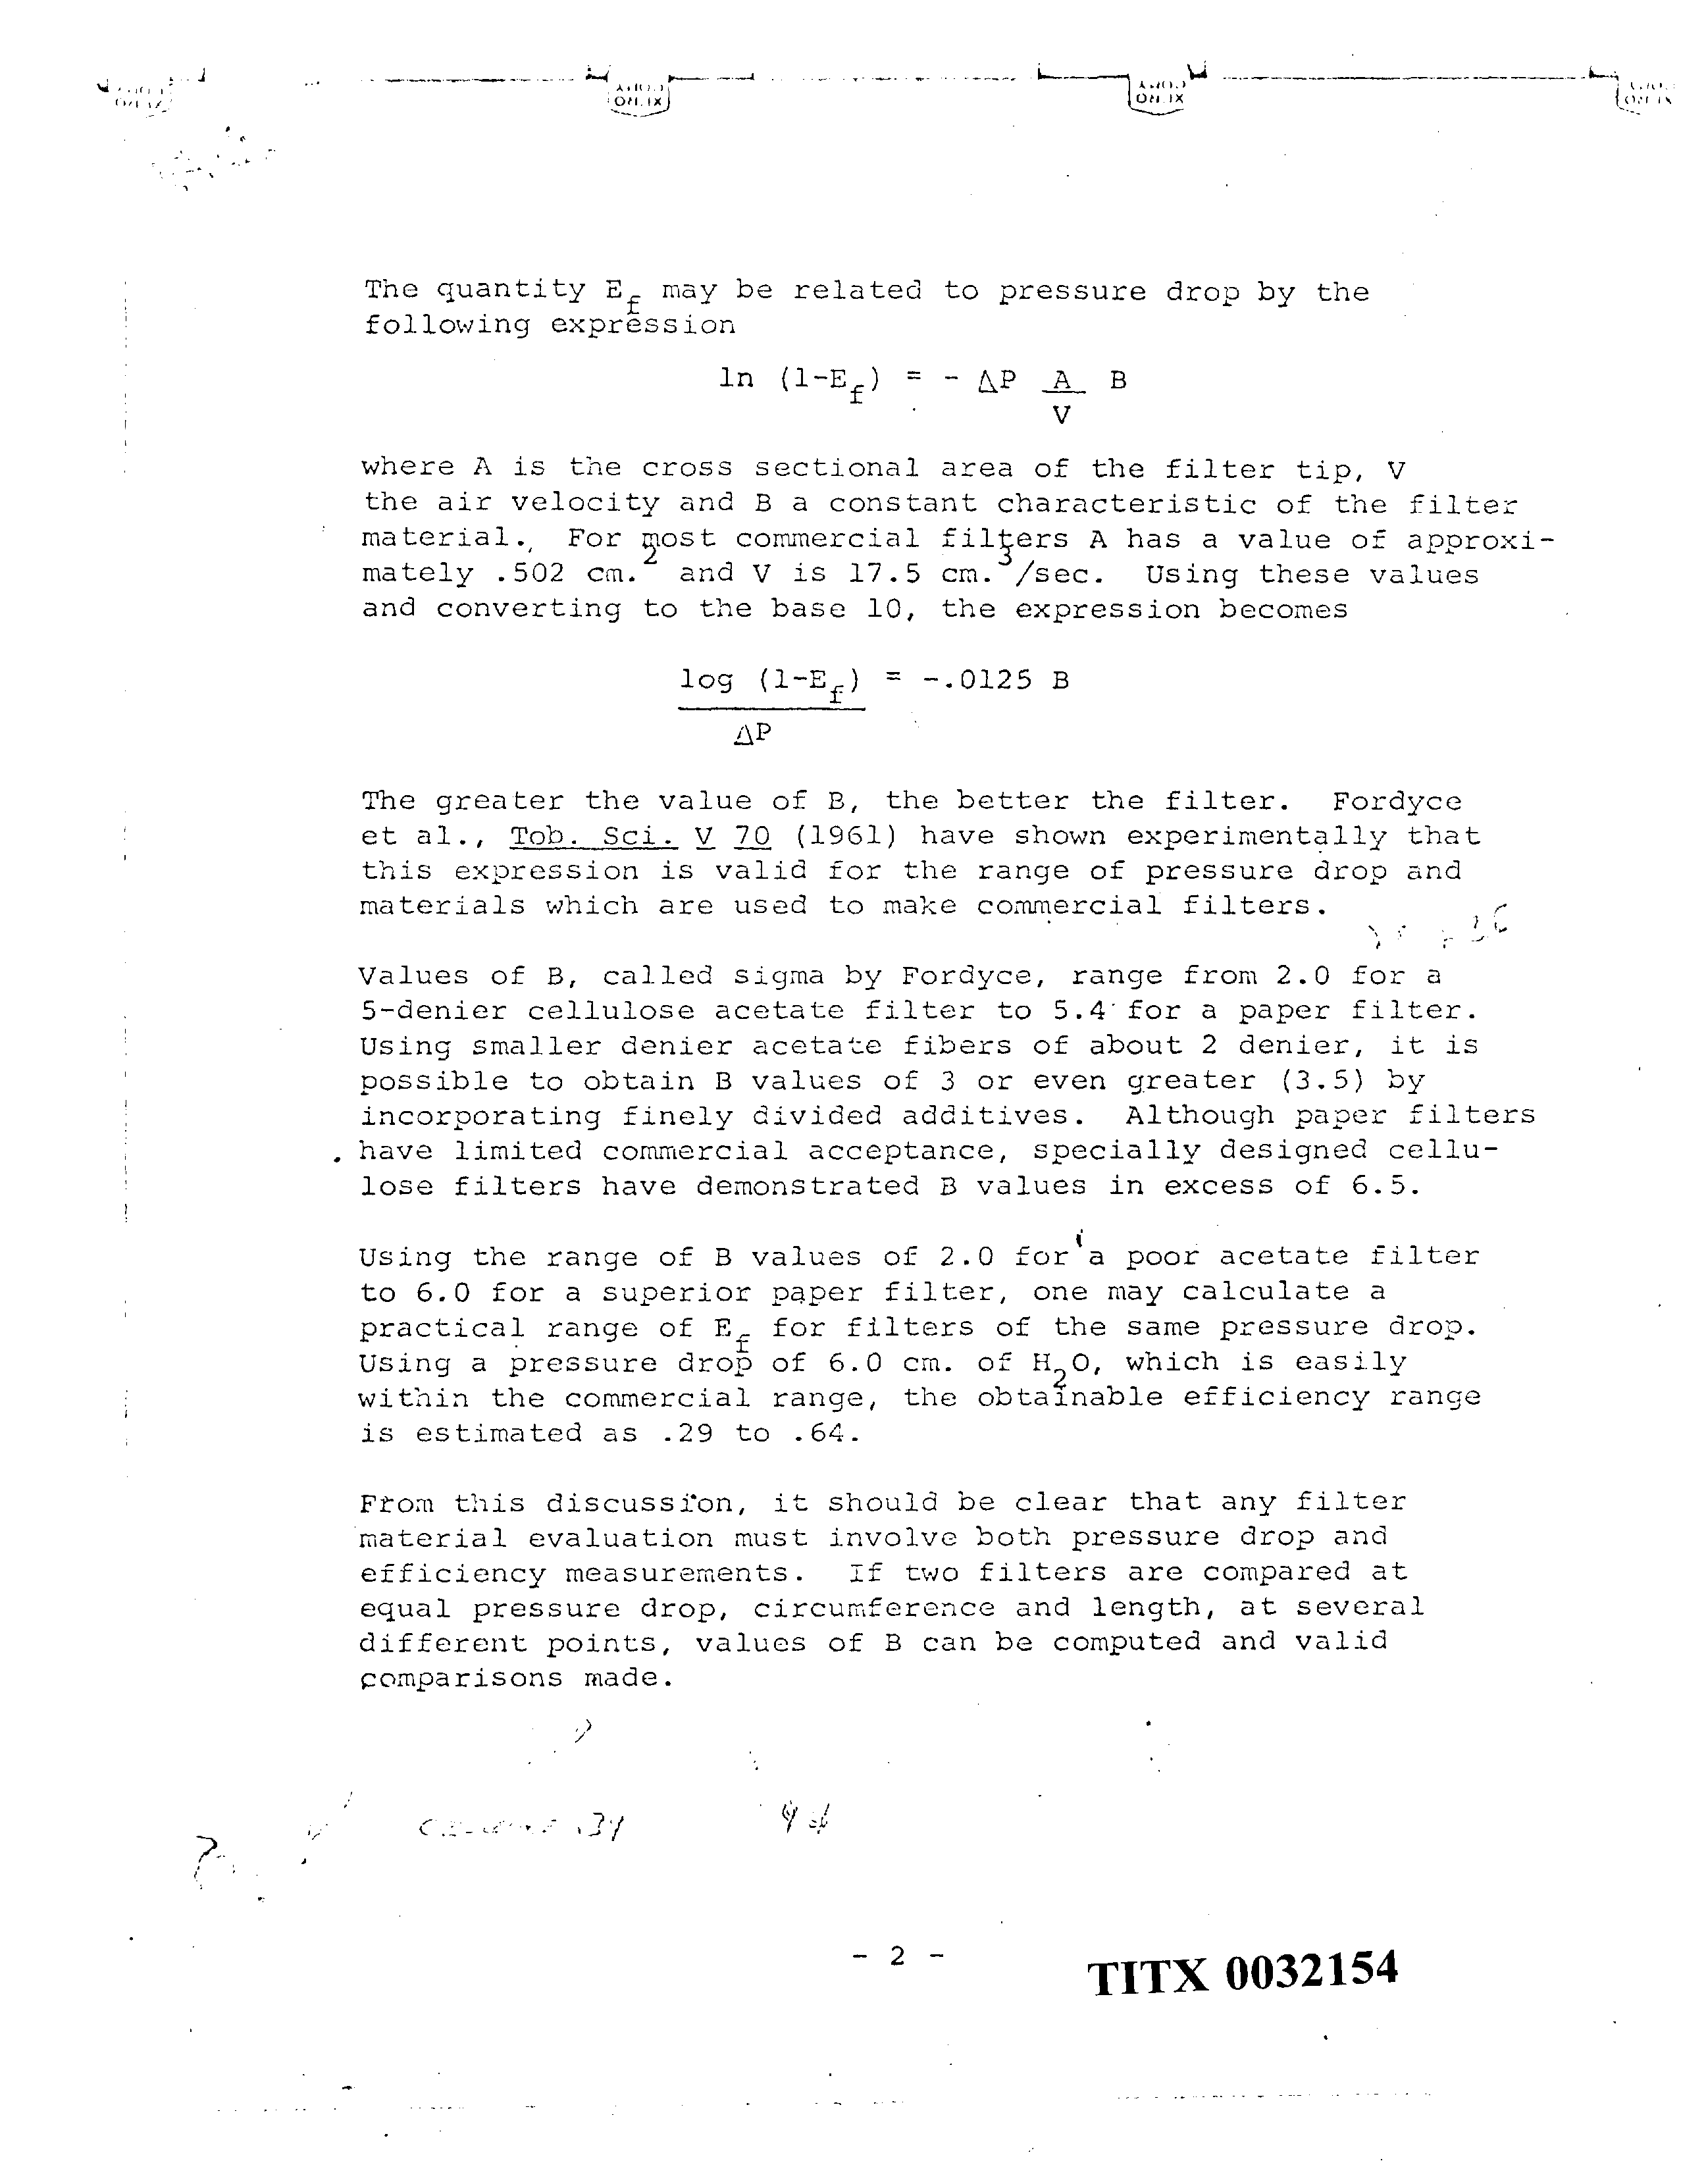 The quantity E_f may be related to pressure drop by the
following expression
ln (1-E_f) = - ΔP A B
V
where A is the cross sectional area of the filter tip, V
the air velocity and B a constant characteristic of the filter
material. For most commercial filters A has a value of approxi-
mately .502 cm.² and V is 17.5 cm.³/sec. Using these values
and converting to the base 10, the expression becomes
log (1-E_f) = -.0125 B
ΔP
The greater the value of B, the better the filter. Fordyce
et al., Tob. Sci. V 70 (1961) have shown experimentally that
this expression is valid for the range of pressure drop and
materials which are used to make commercial filters.
Values of B, called sigma by Fordyce, range from 2.0 for a
5-denier cellulose acetate filter to 5.4 for a paper filter.
Using smaller denier acetate fibers of about 2 denier, it is
possible to obtain B values of 3 or even greater (3.5) by
incorporating finely divided additives. Although paper filters
have limited commercial acceptance, specially designed cellu-
lose filters have demonstrated B values in excess of 6.5.
Using the range of B values of 2.0 for a poor acetate filter
to 6.0 for a superior paper filter, one may calculate a
practical range of E_f for filters of the same pressure drop.
Using a pressure drop of 6.0 cm. of H₂O, which is easily
within the commercial range, the obtainable efficiency range
is estimated as .29 to .64.
From this discussion, it should be clear that any filter
material evaluation must involve both pressure drop and
efficiency measurements. If two filters are compared at
equal pressure drop, circumference and length, at several
different points, values of B can be computed and valid
comparisons made.
- 2 -
TITX 0032154